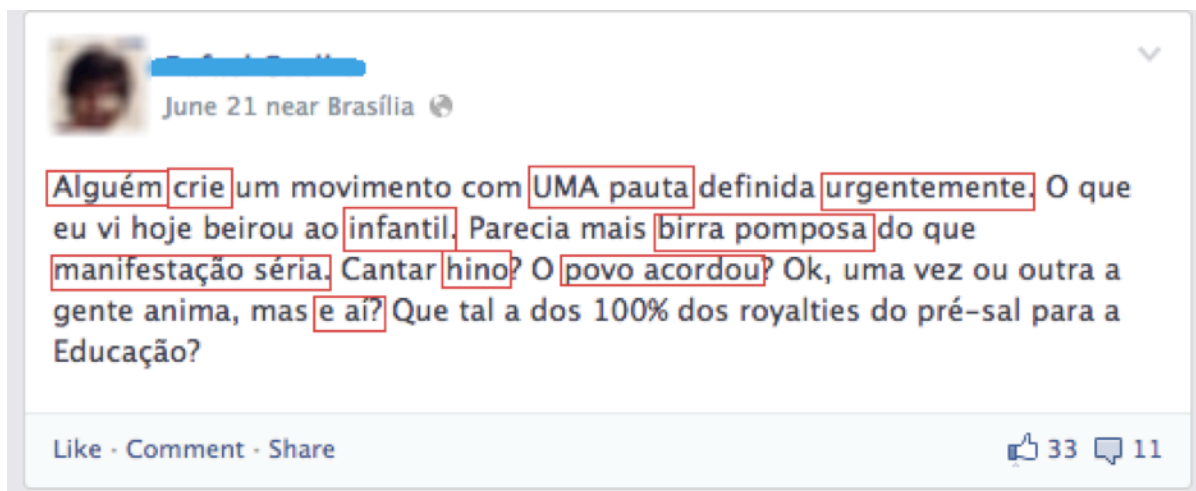 June 21 near Brasília
Alguém crie um movimento com UMA pauta definida urgentemente. O que
eu vi hoje beirou ao infantil. Parecia mais birra pomposa do que
manifestação séria. Cantar hino? O povo acordou? Ok, uma vez ou outra a
gente anima, mas e aí? Que tal a dos 100% dos royalties do pré-sal para a
Educação?
Like · Comment · Share 33 11